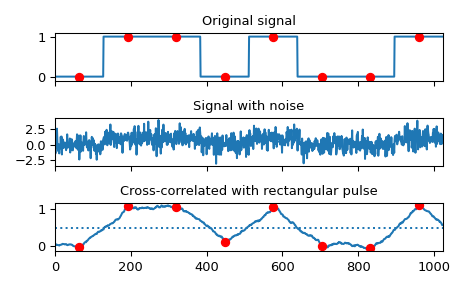 Original signal
1
0
Signal with noise
2.5
0.0
−2.5
Cross-correlated with rectangular pulse
1
0
0 200 400 600 800 1000